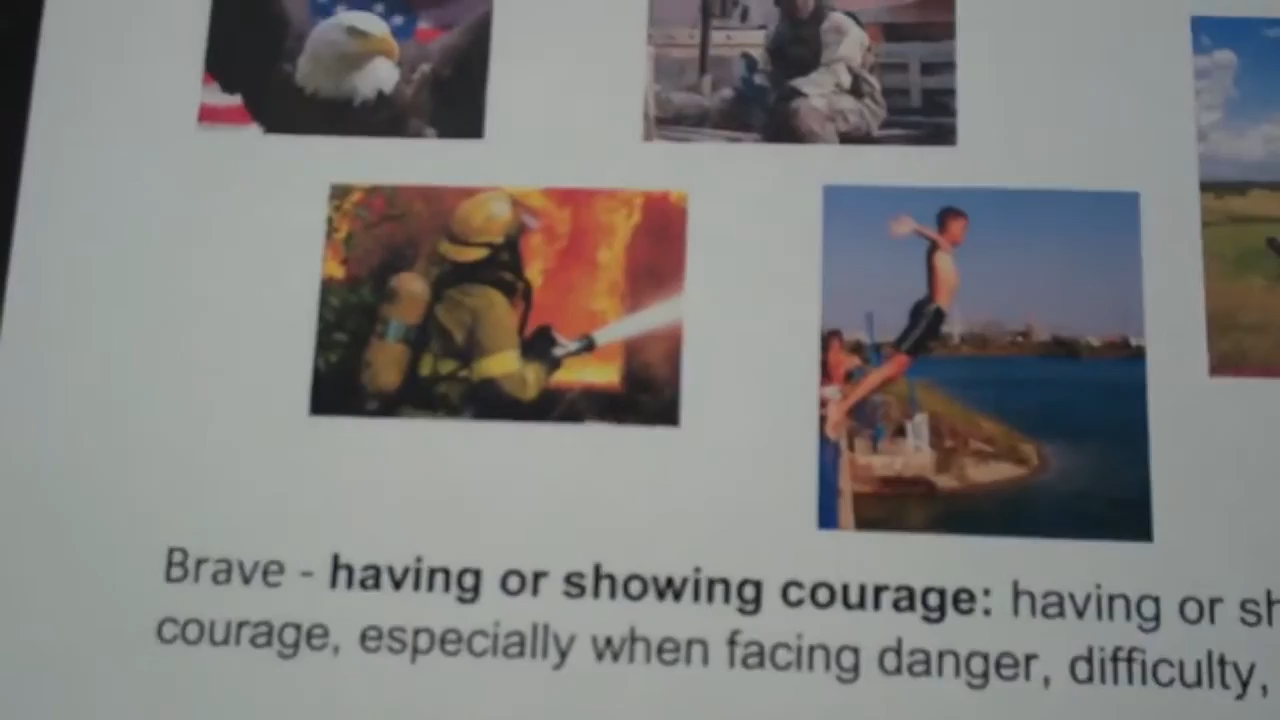 Brave - having or showing courage: having or sh
courage, especially when facing danger, difficulty,